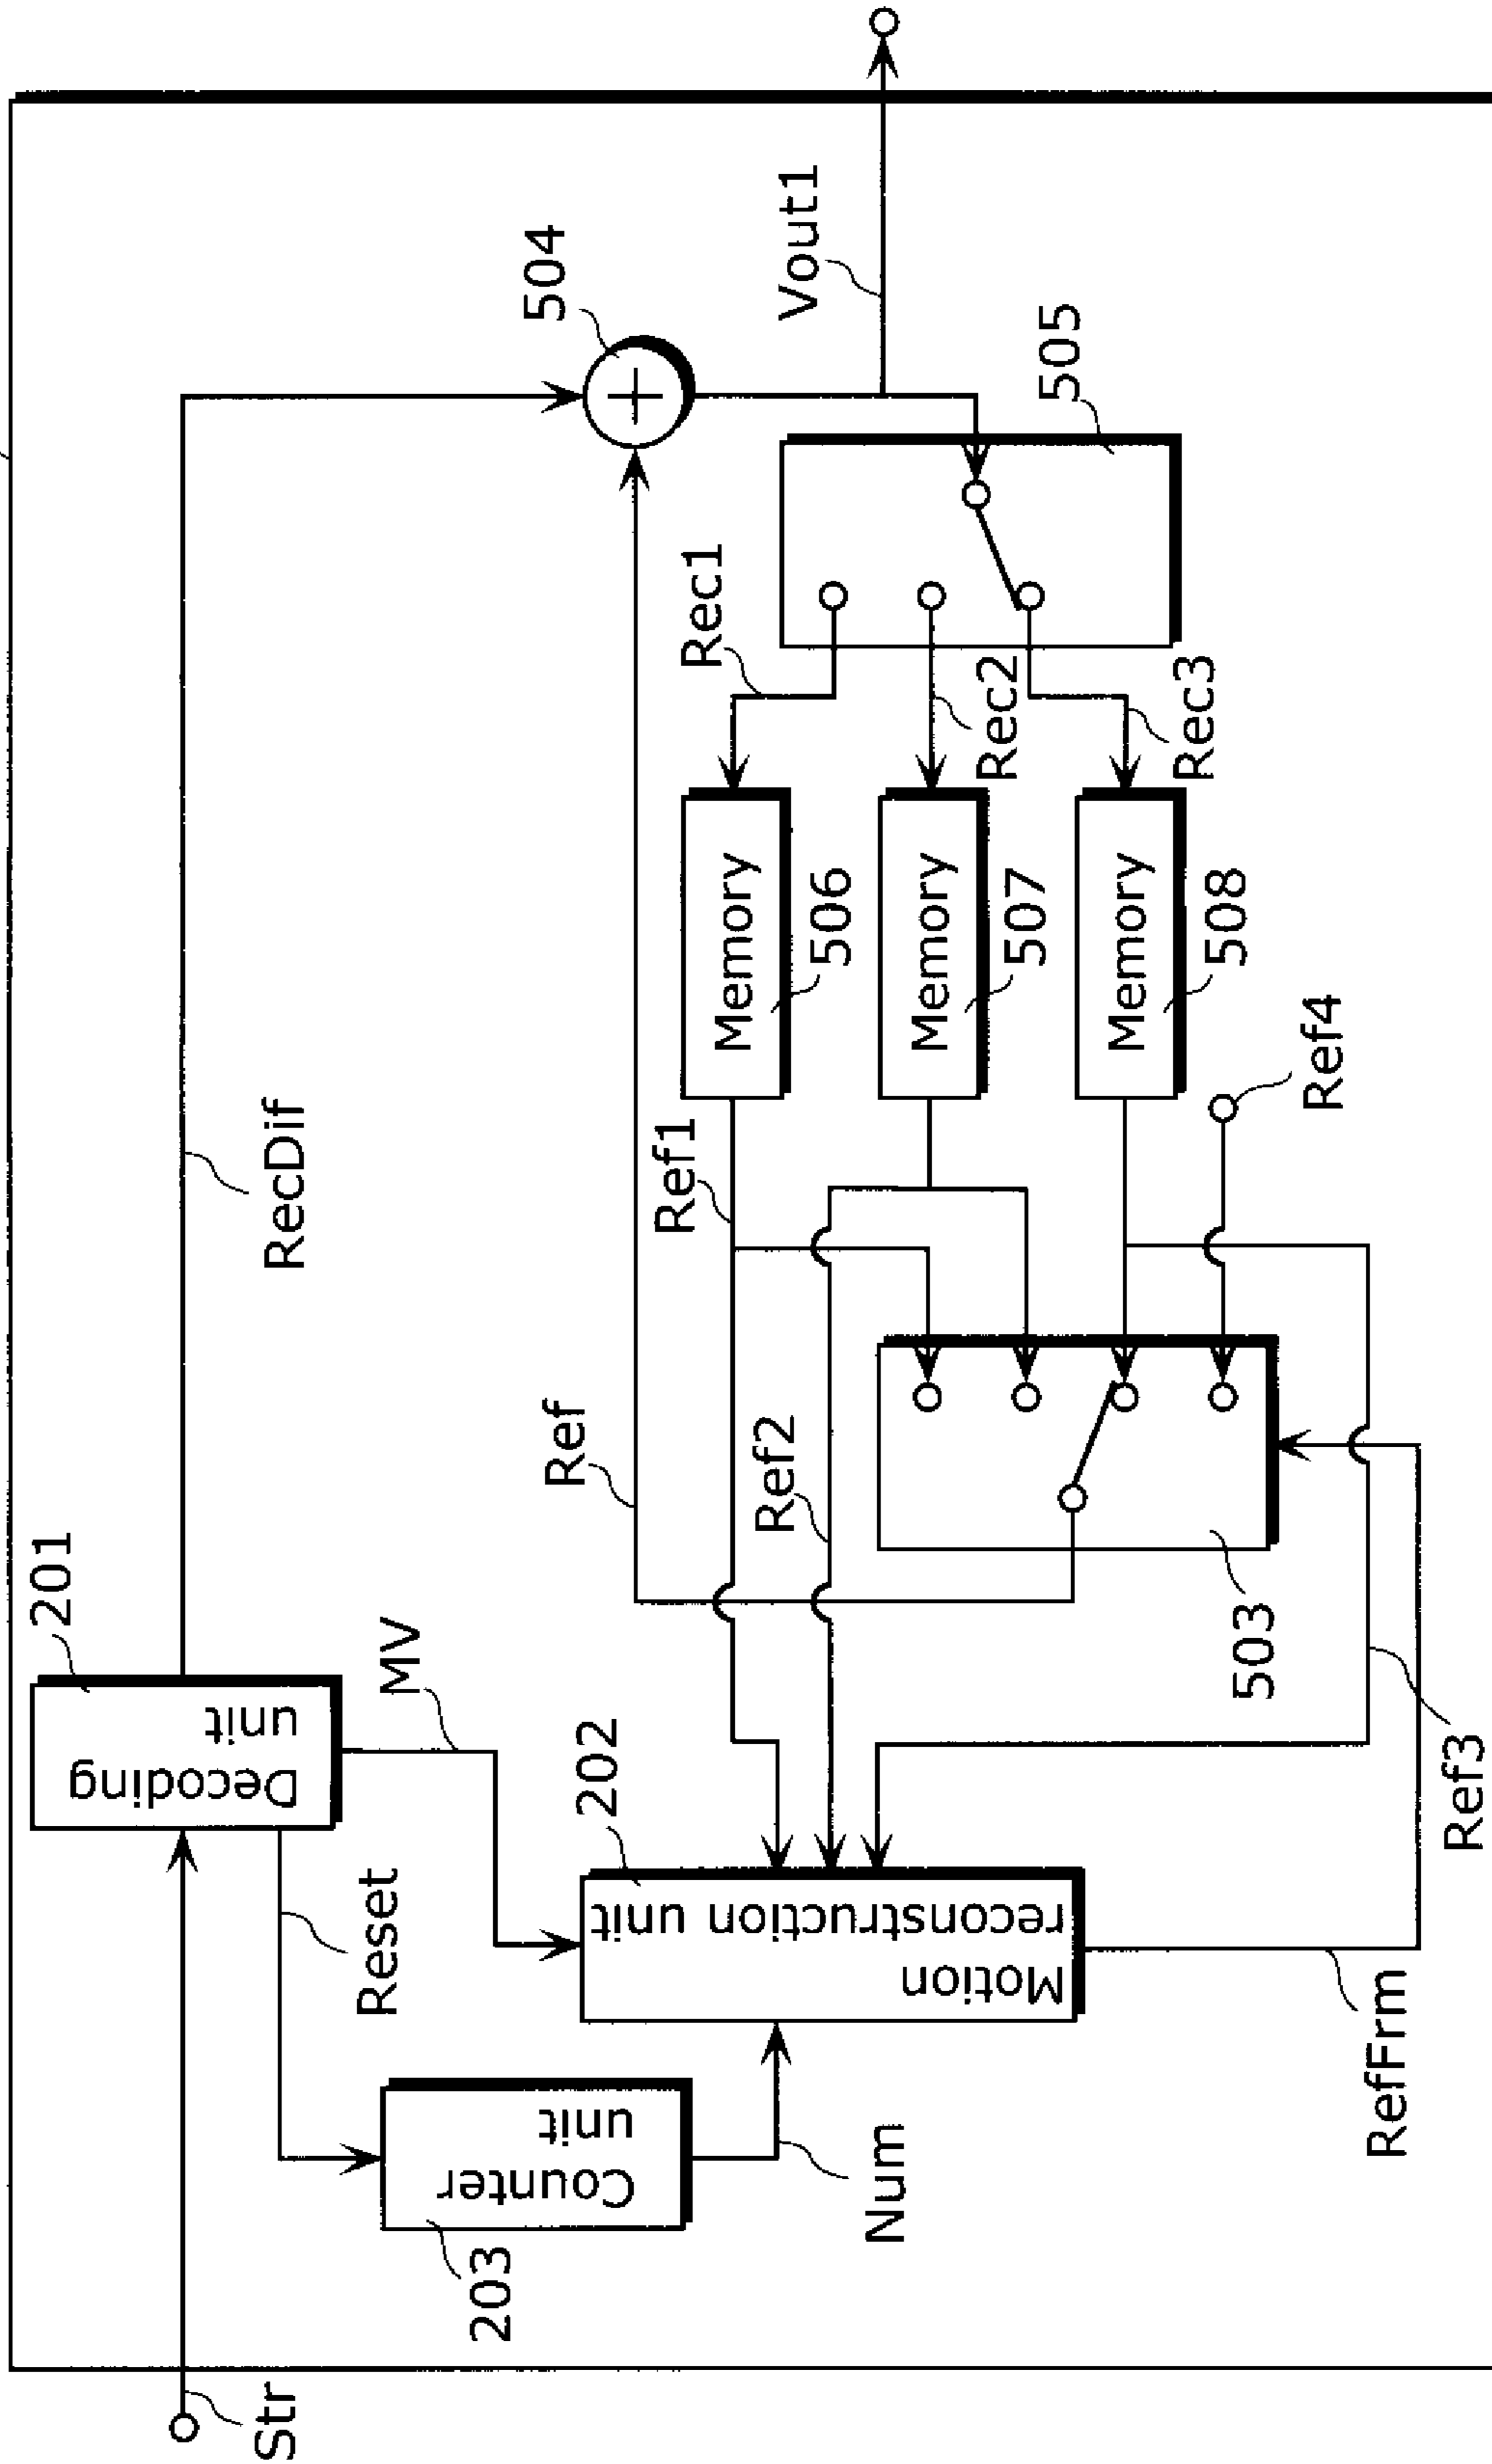 Str
Decoding
unit
201
RecDif
504
Reset
MV
Ref
Counter
unit
203
Motion
reconstruction unit
202
Ref1
Rec1
Memory
506
Vout1
Num
Ref2
Memory
507
Rec2
505
503
Memory
508
Rec3
Ref4
RefFrm
Ref3